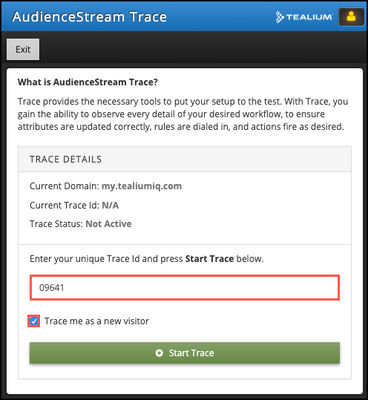 AudienceStream Trace
TEALIUM
Exit
What is AudienceStream Trace?
Trace provides the necessary tools to put your setup to the test. With Trace, you
gain the ability to observe every detail of your desired workflow, to ensure
attributes are updated correctly, rules are dialed in, and actions fire as desired.
TRACE DETAILS
Current Domain: my.tealiumiq.com
Current Trace Id: N/A
Trace Status: Not Active
Enter your unique Trace Id and press Start Trace below.
09641
Trace me as a new visitor
Start Trace